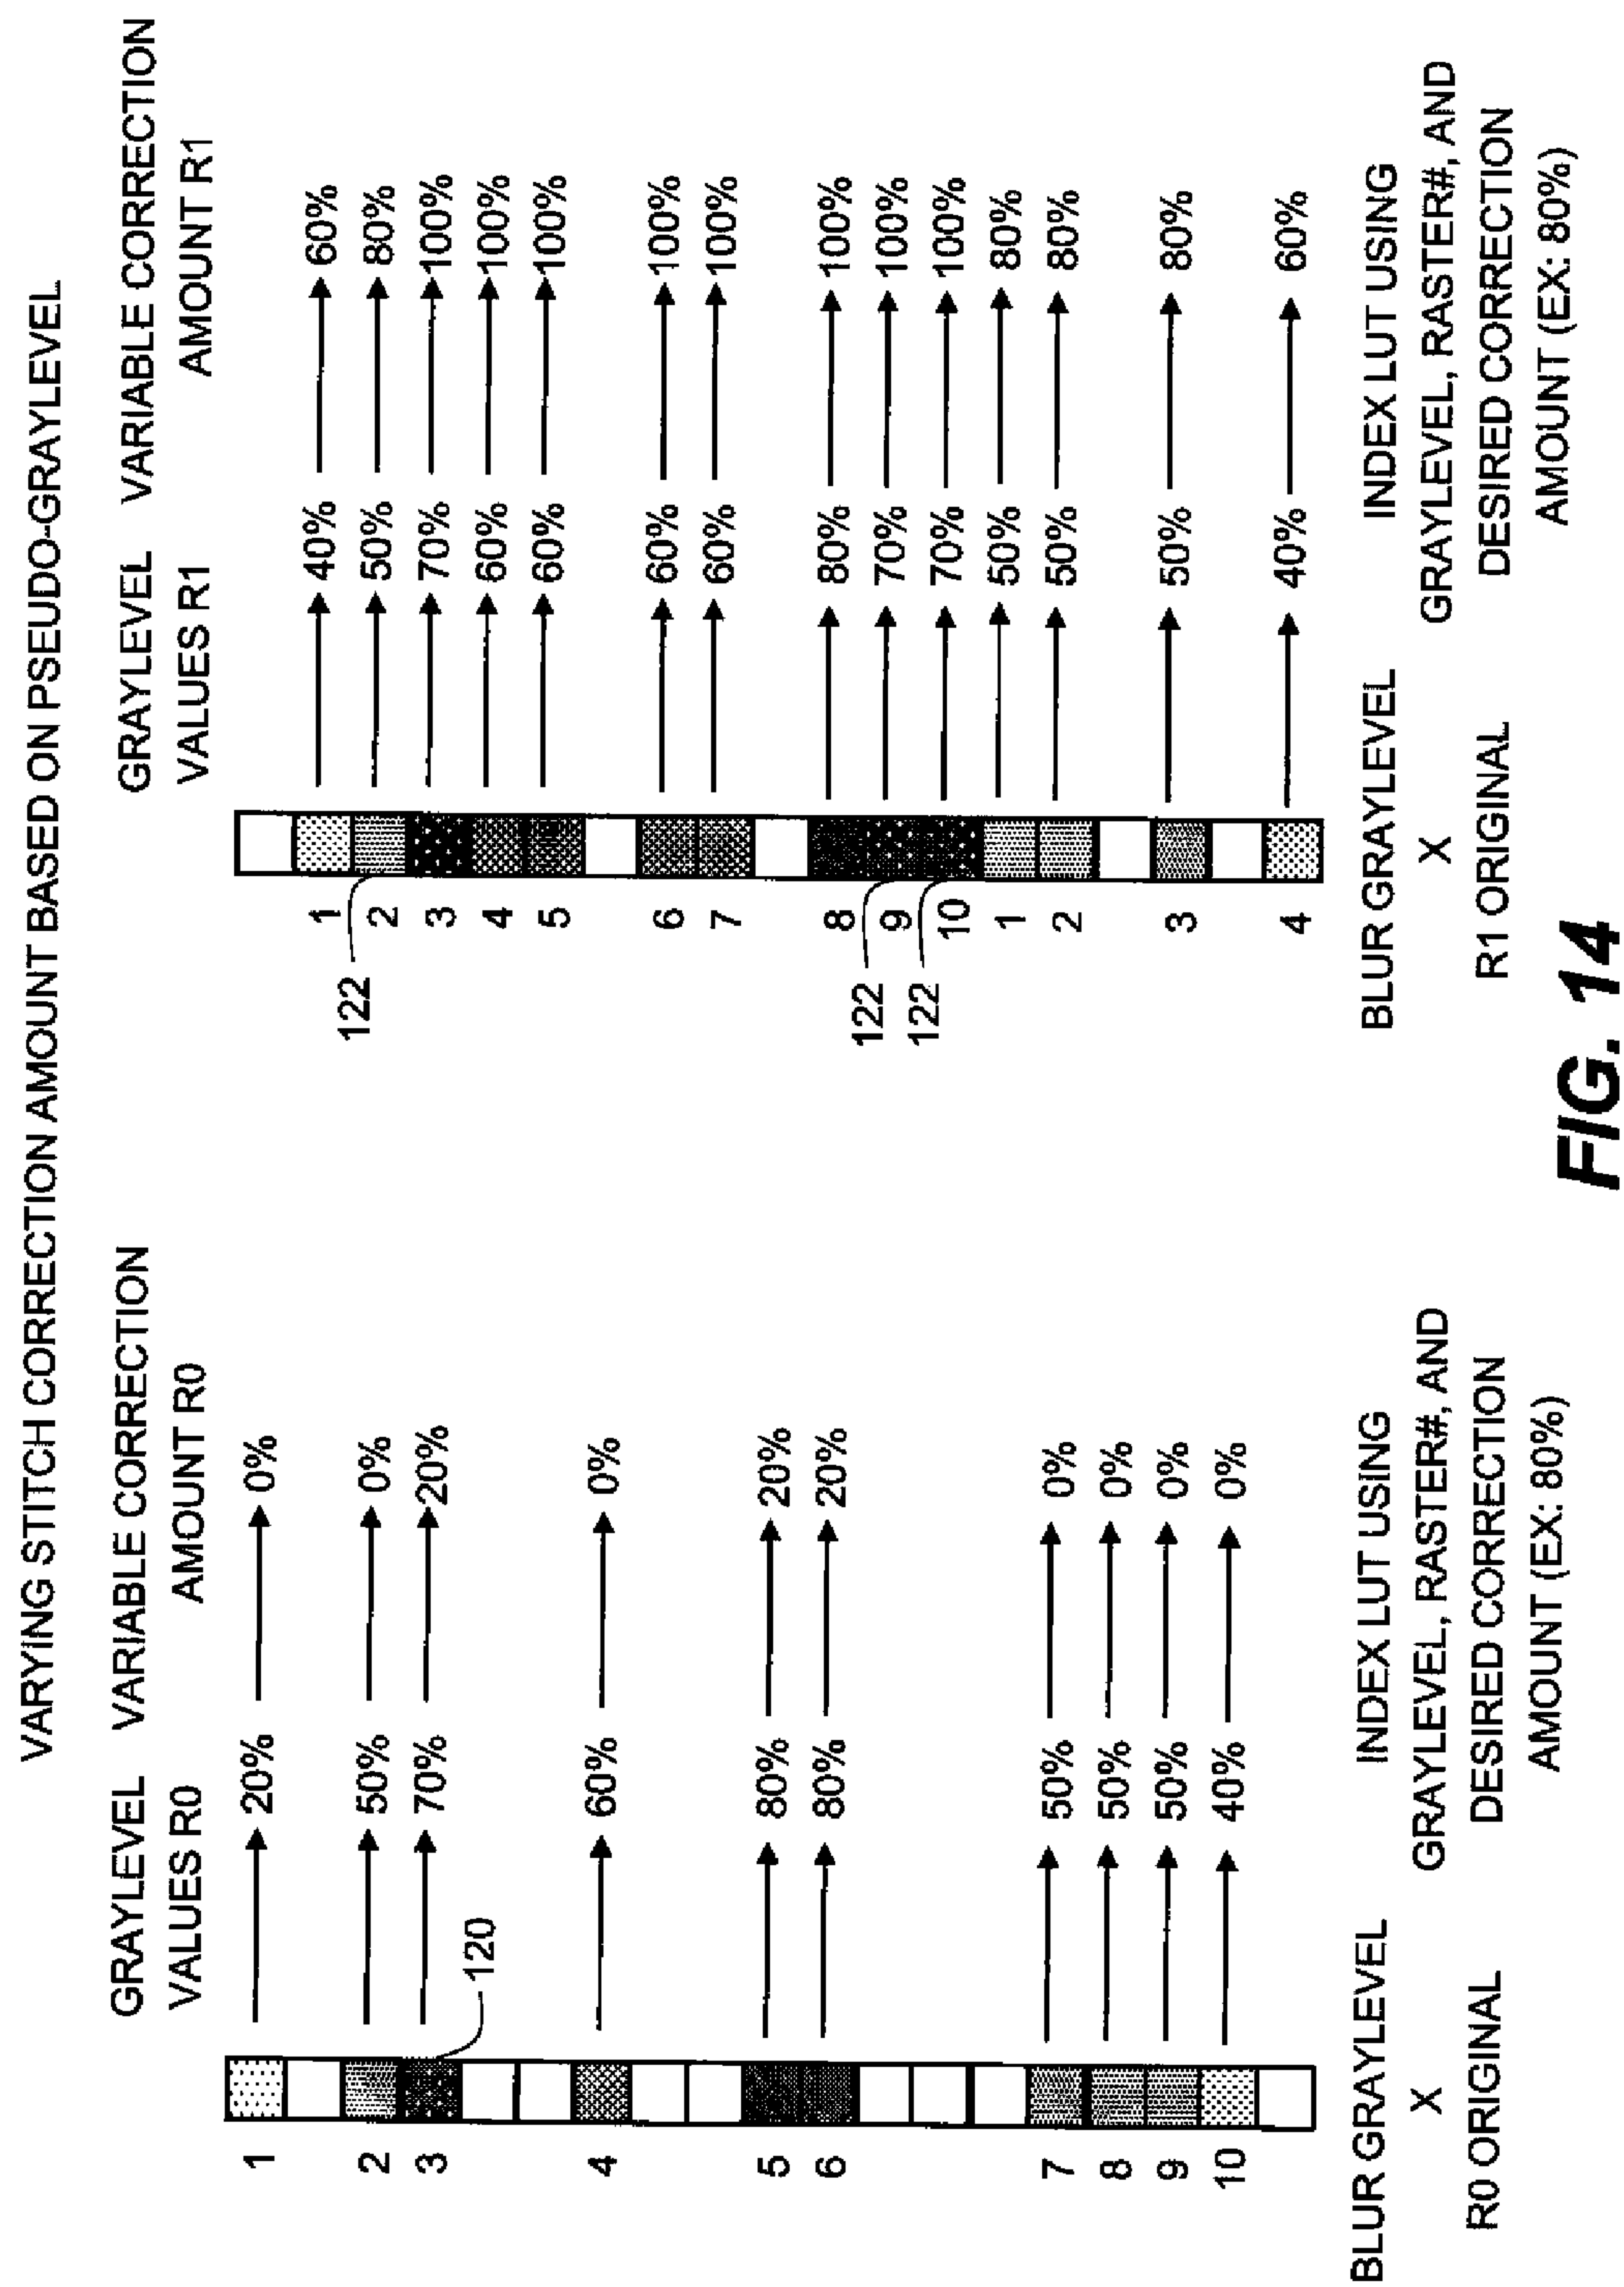 VARYING STITCH CORRECTION AMOUNT BASED ON PSEUDO-GRAYLEVEL
GRAYLEVEL VALUES R0
VARIABLE CORRECTION AMOUNT R0
1 20% 0%
2 50% 0%
3 70% 20%
120
4 60% 0%
5 80% 20%
6 80% 20%
7 50% 0%
8 50% 0%
9 50% 0%
10 40% 0%
BLUR GRAYLEVEL
X
R0 ORIGINAL
INDEX LUT USING
GRAYLEVEL, RASTER#, AND
DESIRED CORRECTION
AMOUNT (EX: 80%)
GRAYLEVEL VALUES R1
VARIABLE CORRECTION AMOUNT R1
1 40% 60%
2 50% 80%
122
3 70% 100%
4 60% 100%
5 60% 100%
6 60% 100%
7 60% 100%
8 80% 100%
9 70% 100%
122
10 70% 100%
122
1 50% 80%
2 50% 80%
3 50% 80%
4 40% 60%
BLUR GRAYLEVEL
X
R1 ORIGINAL
INDEX LUT USING
GRAYLEVEL, RASTER#, AND
DESIRED CORRECTION
AMOUNT (EX: 80%)
FIG. 14